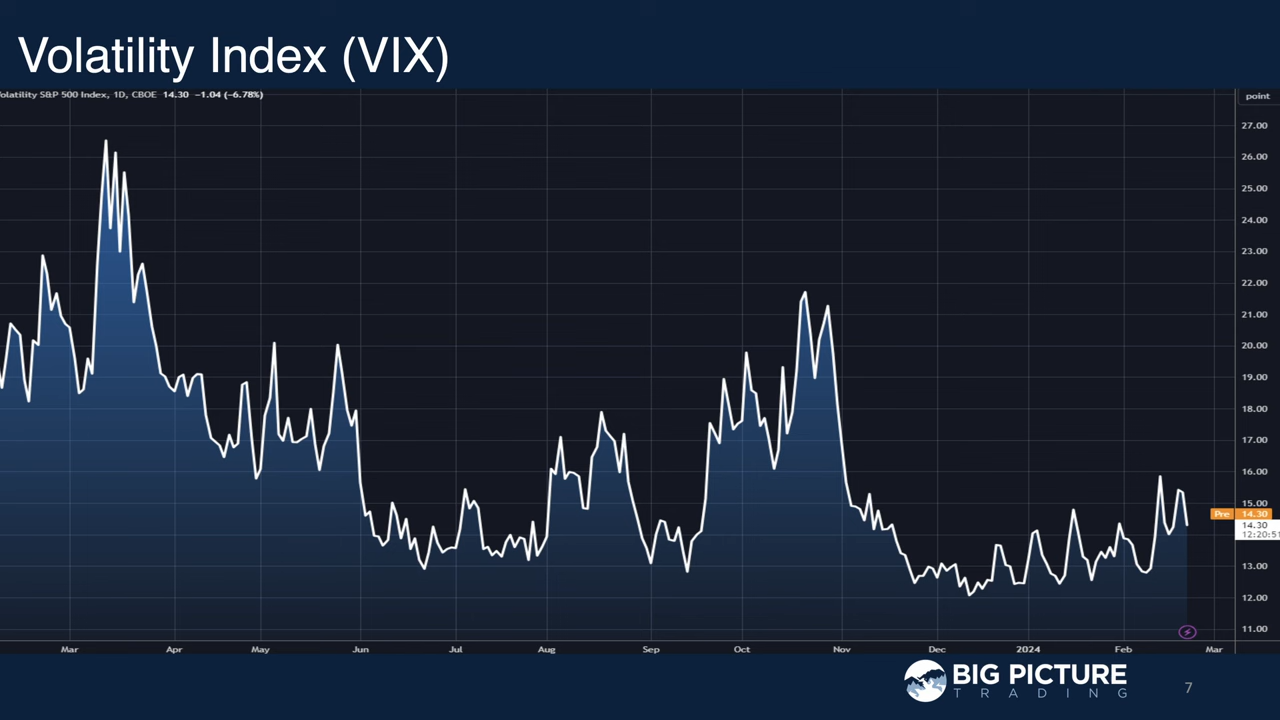 Volatility Index (VIX)
olatility S&P 500 Index, 1D, CBOE 14.30 −1.04 (−6.78%)
point
27.00
26.00
25.00
24.00
23.00
22.00
21.00
20.00
19.00
18.00
17.00
16.00
15.00
Pre 14.30
14.30
12:20:51
13.00
12.00
11.00
Mar Apr May Jun Jul Aug Sep Oct Nov Dec 2024 Feb Mar
BIG PICTURE
TRADING
7